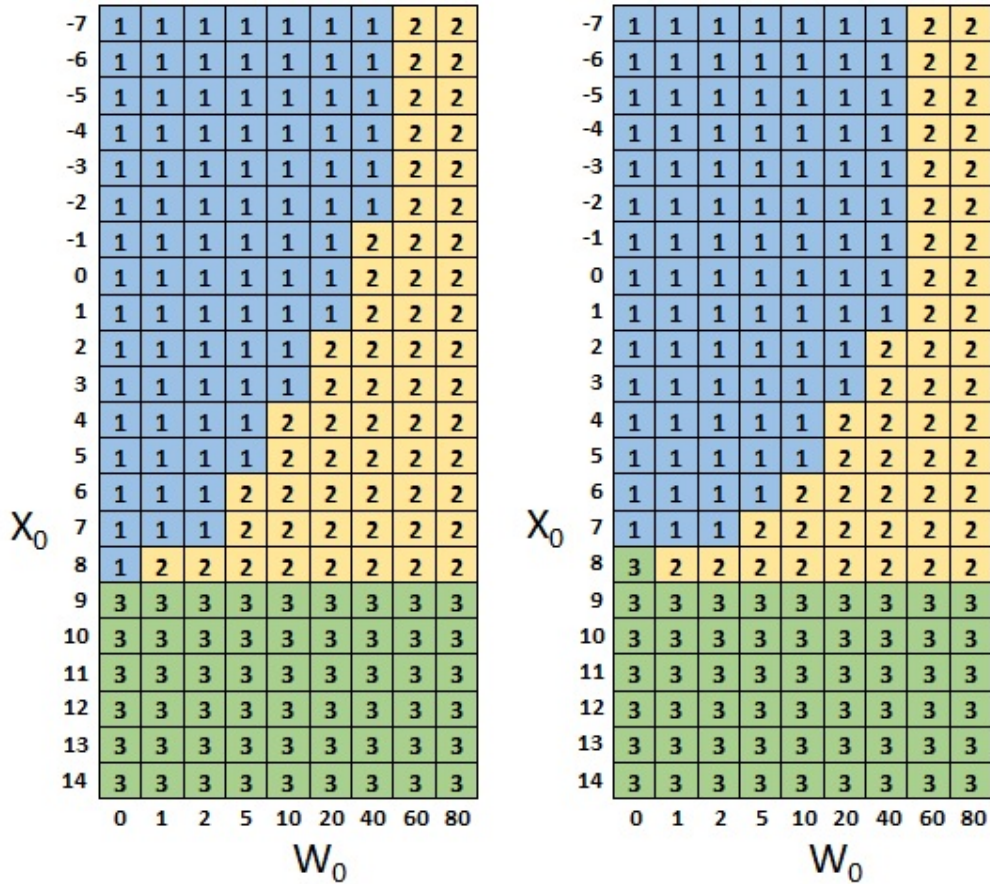 -7 1 1 1 1 1 1 1 2 2 -7 1 1 1 1 1 1 1 2 2
-6 1 1 1 1 1 1 1 2 2 -6 1 1 1 1 1 1 1 2 2
-5 1 1 1 1 1 1 1 2 2 -5 1 1 1 1 1 1 1 2 2
-4 1 1 1 1 1 1 1 2 2 -4 1 1 1 1 1 1 1 2 2
-3 1 1 1 1 1 1 1 2 2 -3 1 1 1 1 1 1 1 2 2
-2 1 1 1 1 1 1 1 2 2 -2 1 1 1 1 1 1 1 2 2
-1 1 1 1 1 1 1 2 2 2 -1 1 1 1 1 1 1 1 2 2
0 1 1 1 1 1 1 2 2 2 0 1 1 1 1 1 1 1 2 2
1 1 1 1 1 1 1 2 2 2 1 1 1 1 1 1 1 1 2 2
2 1 1 1 1 1 2 2 2 2 2 1 1 1 1 1 1 2 2 2
3 1 1 1 1 1 2 2 2 2 3 1 1 1 1 1 1 2 2 2
4 1 1 1 1 2 2 2 2 2 4 1 1 1 1 1 2 2 2 2
5 1 1 1 1 2 2 2 2 2 5 1 1 1 1 1 2 2 2 2
6 1 1 1 2 2 2 2 2 2 6 1 1 1 1 2 2 2 2 2
X₀ 7 1 1 1 2 2 2 2 2 2 X₀ 7 1 1 1 2 2 2 2 2 2
8 1 2 2 2 2 2 2 2 2 8 3 2 2 2 2 2 2 2 2
9 3 3 3 3 3 3 3 3 3 9 3 3 3 3 3 3 3 3 3
10 3 3 3 3 3 3 3 3 3 10 3 3 3 3 3 3 3 3 3
11 3 3 3 3 3 3 3 3 3 11 3 3 3 3 3 3 3 3 3
12 3 3 3 3 3 3 3 3 3 12 3 3 3 3 3 3 3 3 3
13 3 3 3 3 3 3 3 3 3 13 3 3 3 3 3 3 3 3 3
14 3 3 3 3 3 3 3 3 3 14 3 3 3 3 3 3 3 3 3
0 1 2 5 10 20 40 60 80 0 1 2 5 10 20 40 60 80
W₀ W₀